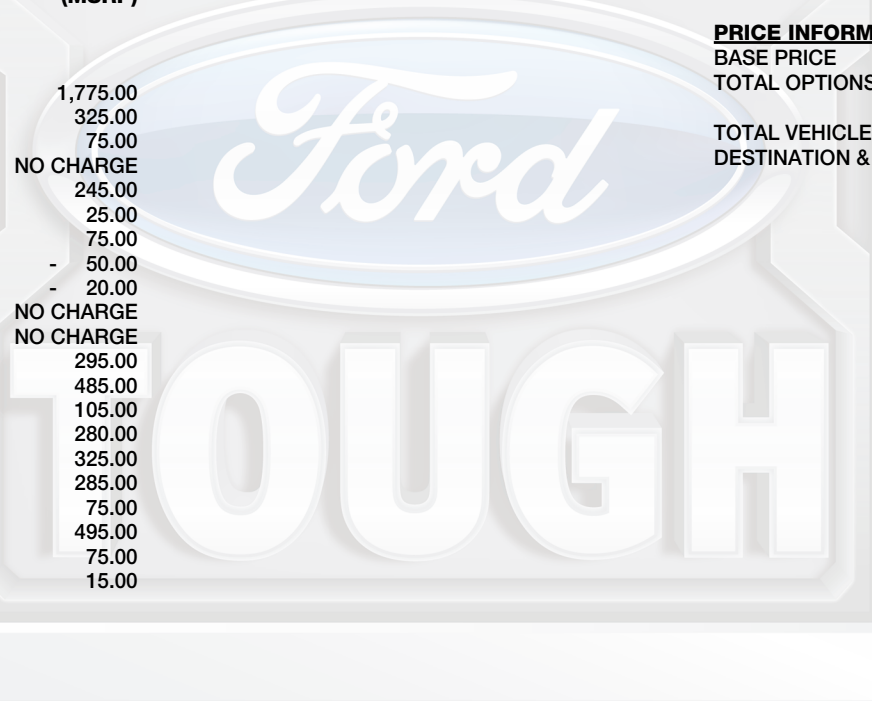 (MSRP)
1,775.00
325.00
75.00
NO CHARGE
245.00
25.00
75.00
- 50.00
- 20.00
NO CHARGE
NO CHARGE
295.00
485.00
105.00
280.00
325.00
285.00
75.00
495.00
75.00
15.00
PRICE INFORM
BASE PRICE
TOTAL OPTIONS
TOTAL VEHICLE
DESTINATION &
Ford
TOUGH